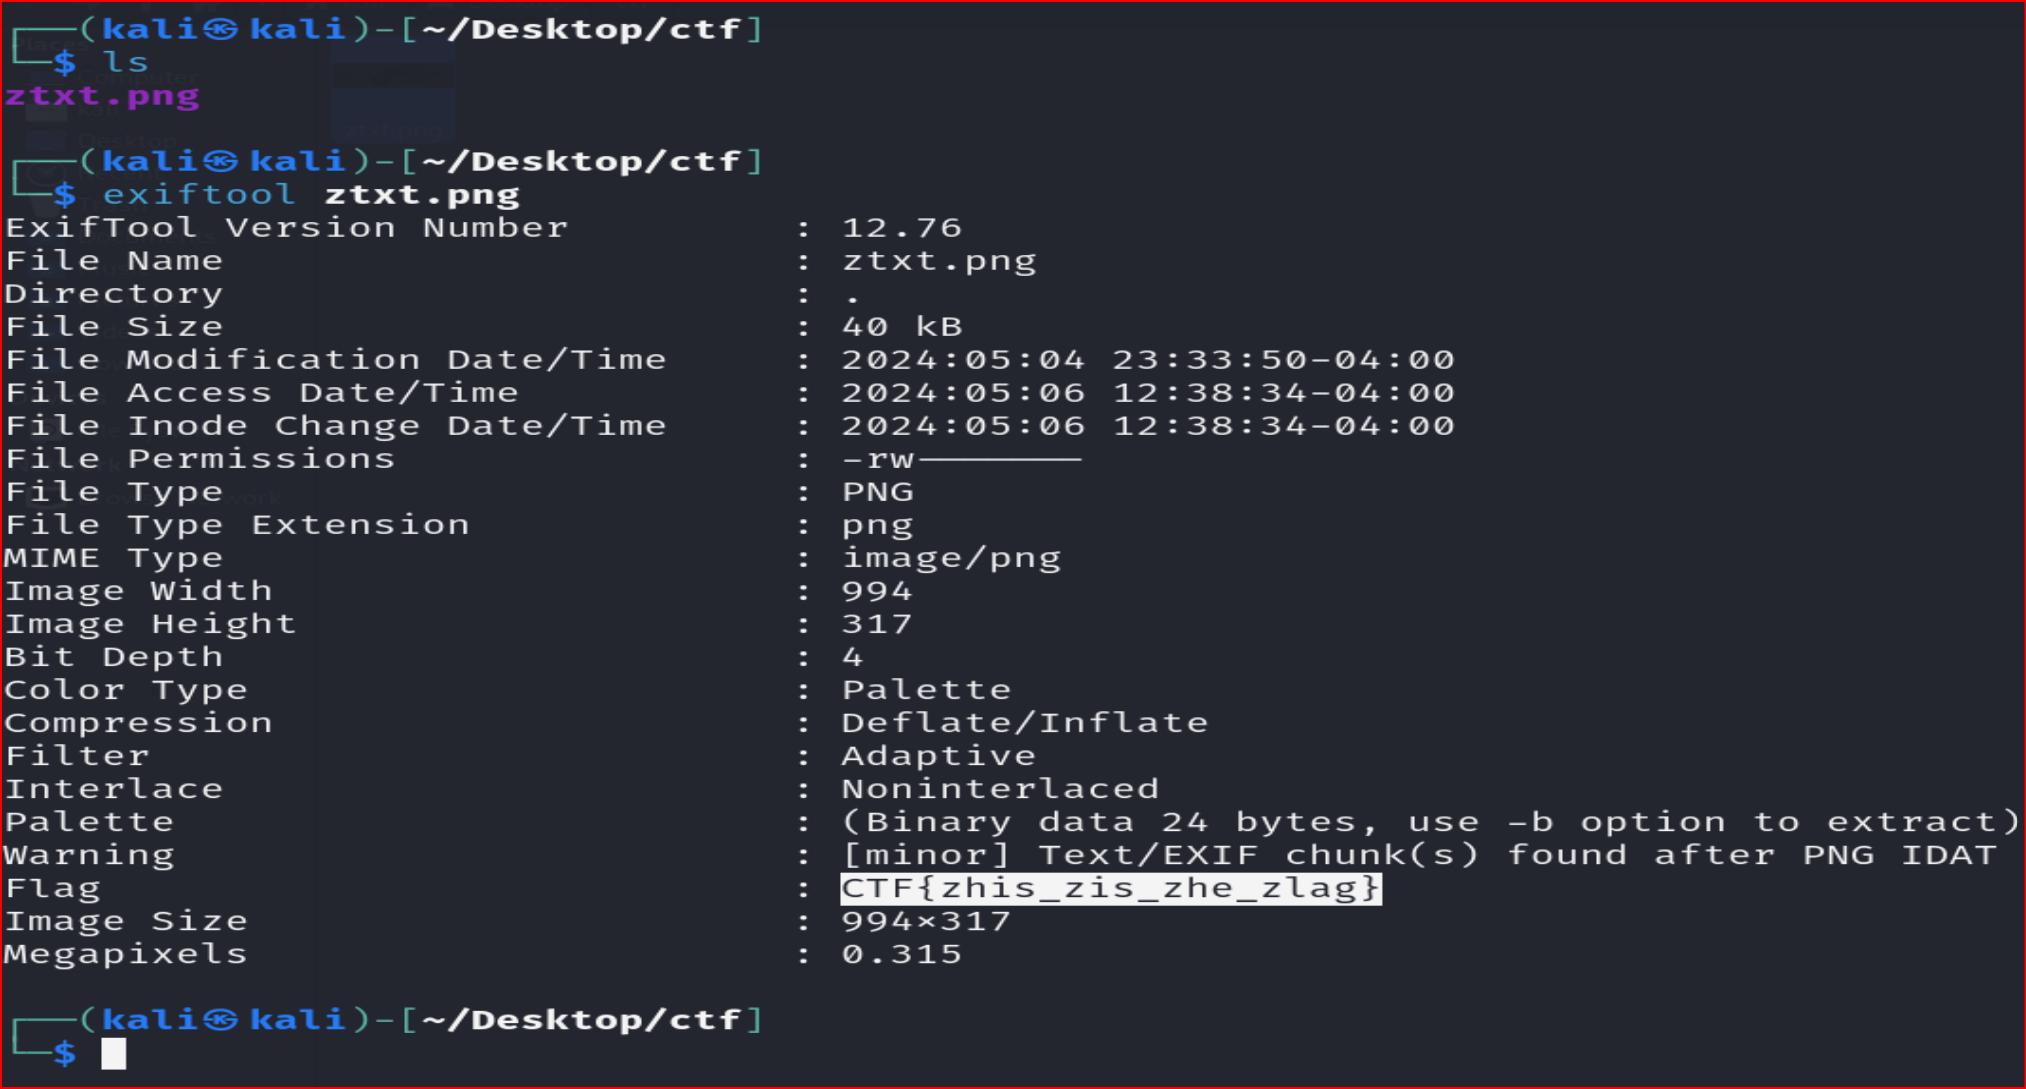 ┌──(kali㉿kali)-[~/Desktop/ctf]
└─$ ls
ztxt.png
┌──(kali㉿kali)-[~/Desktop/ctf]
└─$ exiftool ztxt.png
ExifTool Version Number : 12.76
File Name : ztxt.png
Directory : .
File Size : 40 kB
File Modification Date/Time : 2024:05:04 23:33:50-04:00
File Access Date/Time : 2024:05:06 12:38:34-04:00
File Inode Change Date/Time : 2024:05:06 12:38:34-04:00
File Permissions : -rw-------
File Type : PNG
File Type Extension : png
MIME Type : image/png
Image Width : 994
Image Height : 317
Bit Depth : 4
Color Type : Palette
Compression : Deflate/Inflate
Filter : Adaptive
Interlace : Noninterlaced
Palette : (Binary data 24 bytes, use -b option to extract)
Warning : [minor] Text/EXIF chunk(s) found after PNG IDAT
Flag : CTF{zhis_zis_zhe_zlag}
Image Size : 994×317
Megapixels : 0.315
┌──(kali㉿kali)-[~/Desktop/ctf]
└─$